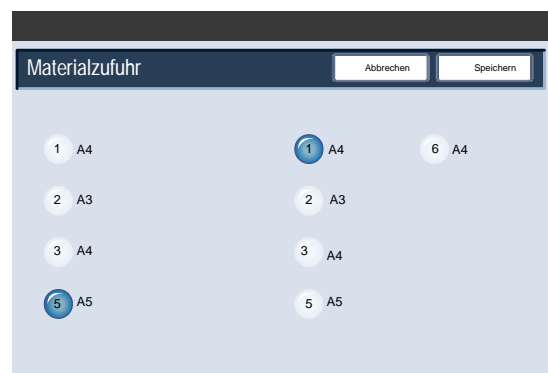 Materialzufuhr Abbrechen Speichern
1 A4 1 A4 6 A4
2 A3 2 A3
3 A4 3 A4
5 A5 5 A5